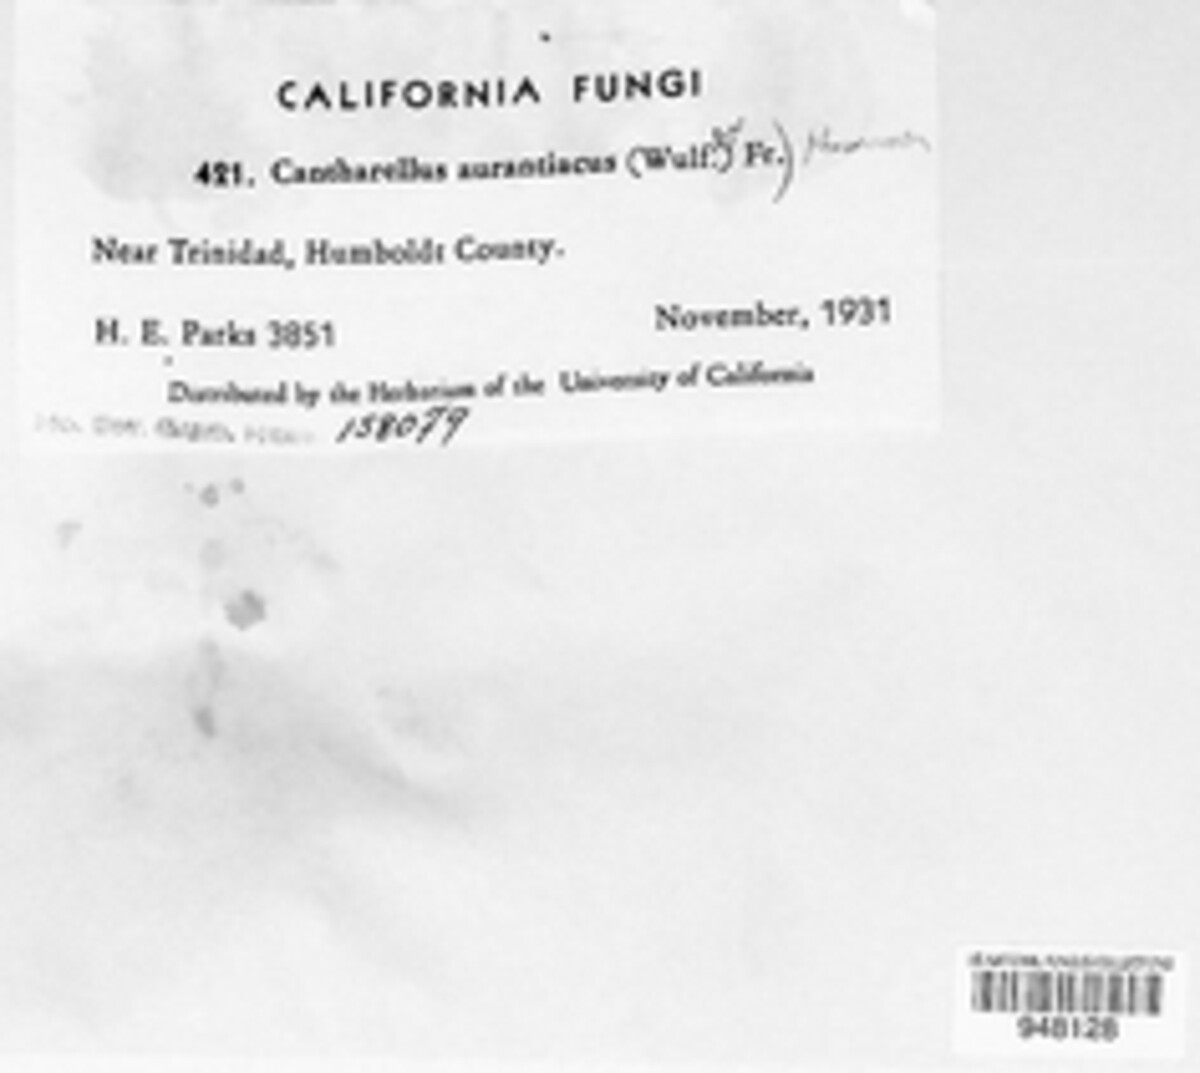 CALIFORNIA FUNGI
421. Cantharellus aurantiacus (Wulf.) Fr.)
Near Trinidad, Humboldt County.
H. E. Parks 3851 November, 1931
Distributed by the Herbarium of the University of California
158079
948128